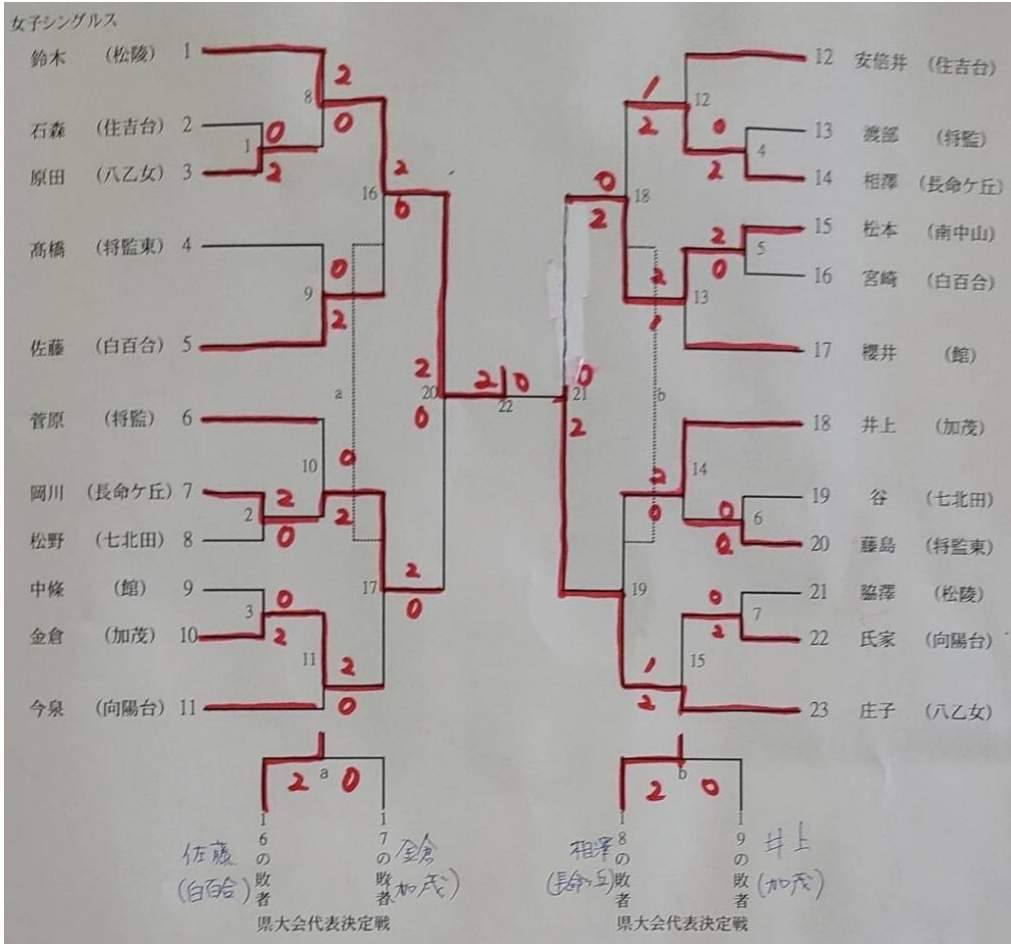 女子シングルス
鈴木 (松陵) 1
石森 (住吉台) 2
原田 (八乙女) 3
髙橋 (将監東) 4
佐藤 (白百合) 5
菅原 (将監) 6
岡川 (長命ケ丘) 7
松野 (七北田) 8
中條 (館) 9
金倉 (加茂) 10
今泉 (向陽台) 11
1 0 2
2 2 0
3 0 2
8 2 0
9 0 2
10 0 2
11 2 0
16 2 0
17 2 0
a
20 2 0
22 2 0
21 0 2
18 0 2
19
b
12 1 2
13 2 1
14 2 0
15 1 2
4 0 2
5 2 0
6 0 2
7 0 2
12 安倍井 (住吉台)
13 渡部 (将監)
14 相澤 (長命ケ丘)
15 松本 (南中山)
16 宮崎 (白百合)
17 櫻井 (館)
18 井上 (加茂)
19 谷 (七北田)
20 藤島 (将監東)
21 脇澤 (松陵)
22 氏家 (向陽台)
23 庄子 (八乙女)
2 a 0
16の敗者
佐藤
(白百合)
17の敗者
金倉
(加茂)
県大会代表決定戦
2 b 0
18の敗者
相澤
(長命ヶ丘)
19の敗者
井上
(加茂)
県大会代表決定戦